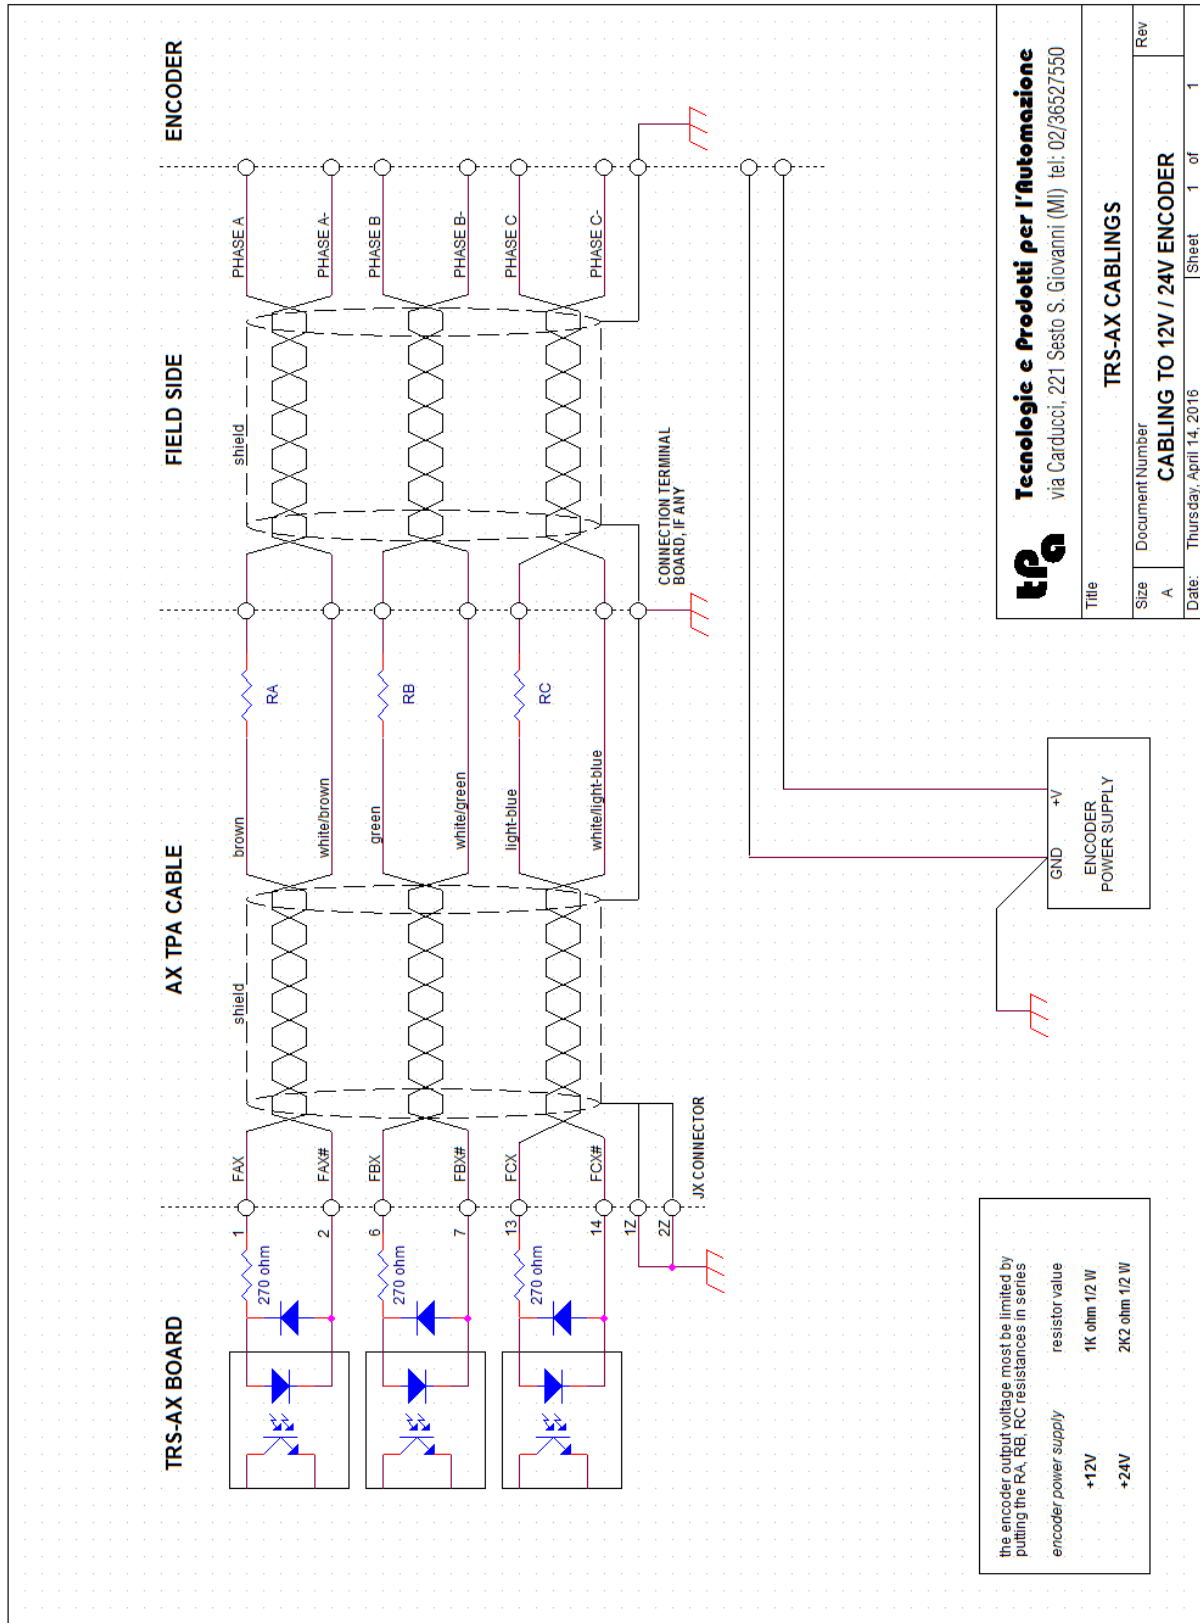 TRS-AX BOARD
AX TPA CABLE
FIELD SIDE
ENCODER
270 ohm
1
FAX
shield
brown
RA
shield
PHASE A
2
FAX#
white/brown
PHASE A-
270 ohm
6
FBX
green
RB
PHASE B
7
FBX#
white/green
PHASE B-
270 ohm
13
FCX
light-blue
RC
PHASE C
14
FCX#
white/light-blue
PHASE C-
1Z
2Z
JX CONNECTOR
CONNECTION TERMINAL
BOARD, IF ANY
GND
+V
ENCODER
POWER SUPPLY
the encoder output voltage most be limited by
putting the RA, RB, RC resistances in series
encoder power supply resistor value
+12V 1K ohm 1/2 W
+24V 2K2 ohm 1/2 W
tPa
Tecnologie e Prodotti per l'Automazione
via Carducci, 221 Sesto S. Giovanni (MI) tel: 02/36527550
Title
TRS-AX CABLINGS
Size Document Number Rev
A CABLING TO 12V / 24V ENCODER
Date: Thursday, April 14, 2016 Sheet 1 of 1